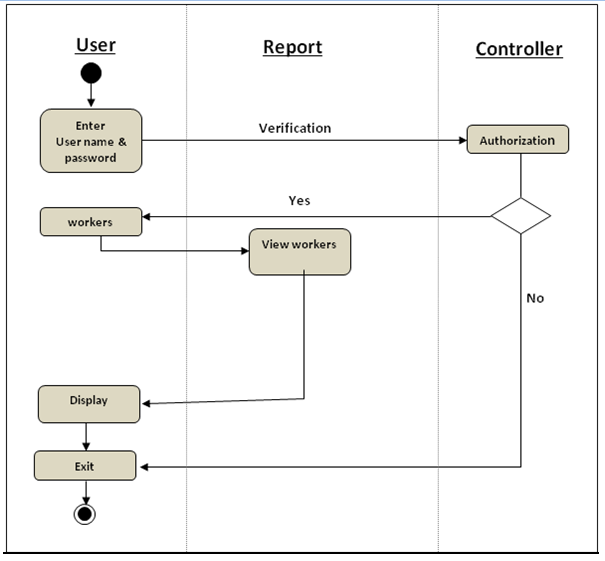 User
Report
Controller
Enter
User name &
password
Verification
Authorization
Yes
workers
View workers
No
Display
Exit